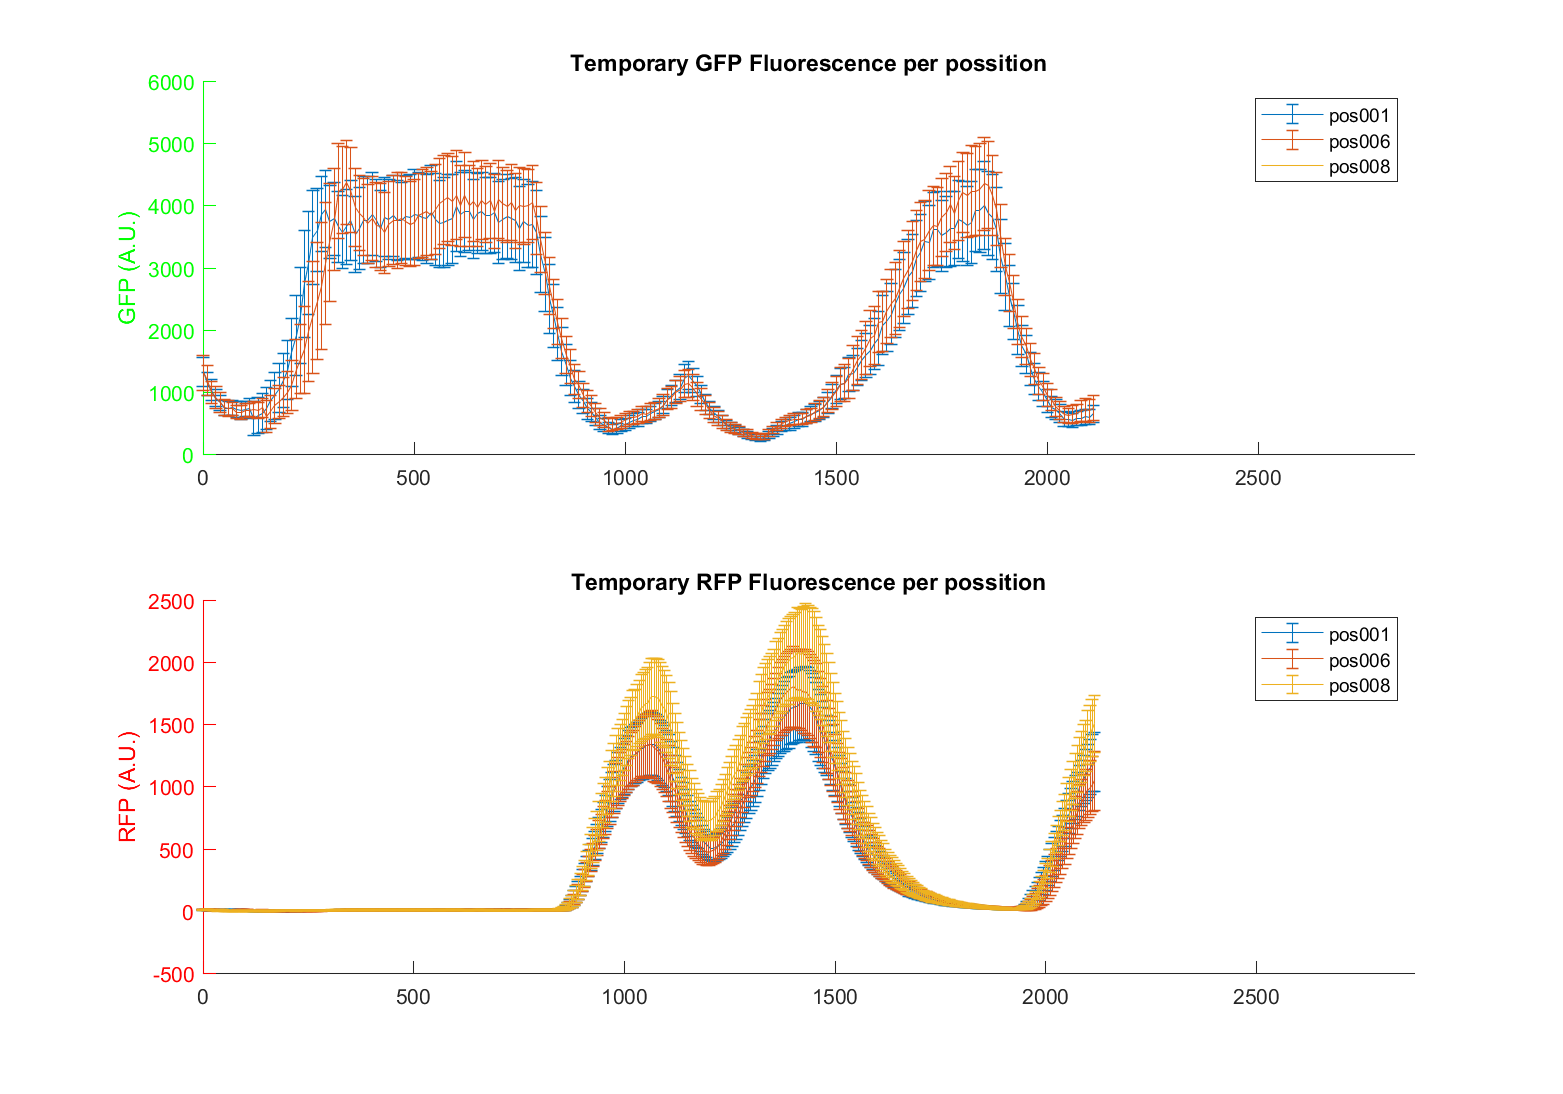 Temporary GFP Fluorescence per possition
GFP (A.U.)
6000
5000
4000
3000
2000
1000
0
0 500 1000 1500 2000 2500
pos001
pos006
pos008
Temporary RFP Fluorescence per possition
RFP (A.U.)
2500
2000
1500
1000
500
0
-500
0 500 1000 1500 2000 2500
pos001
pos006
pos008